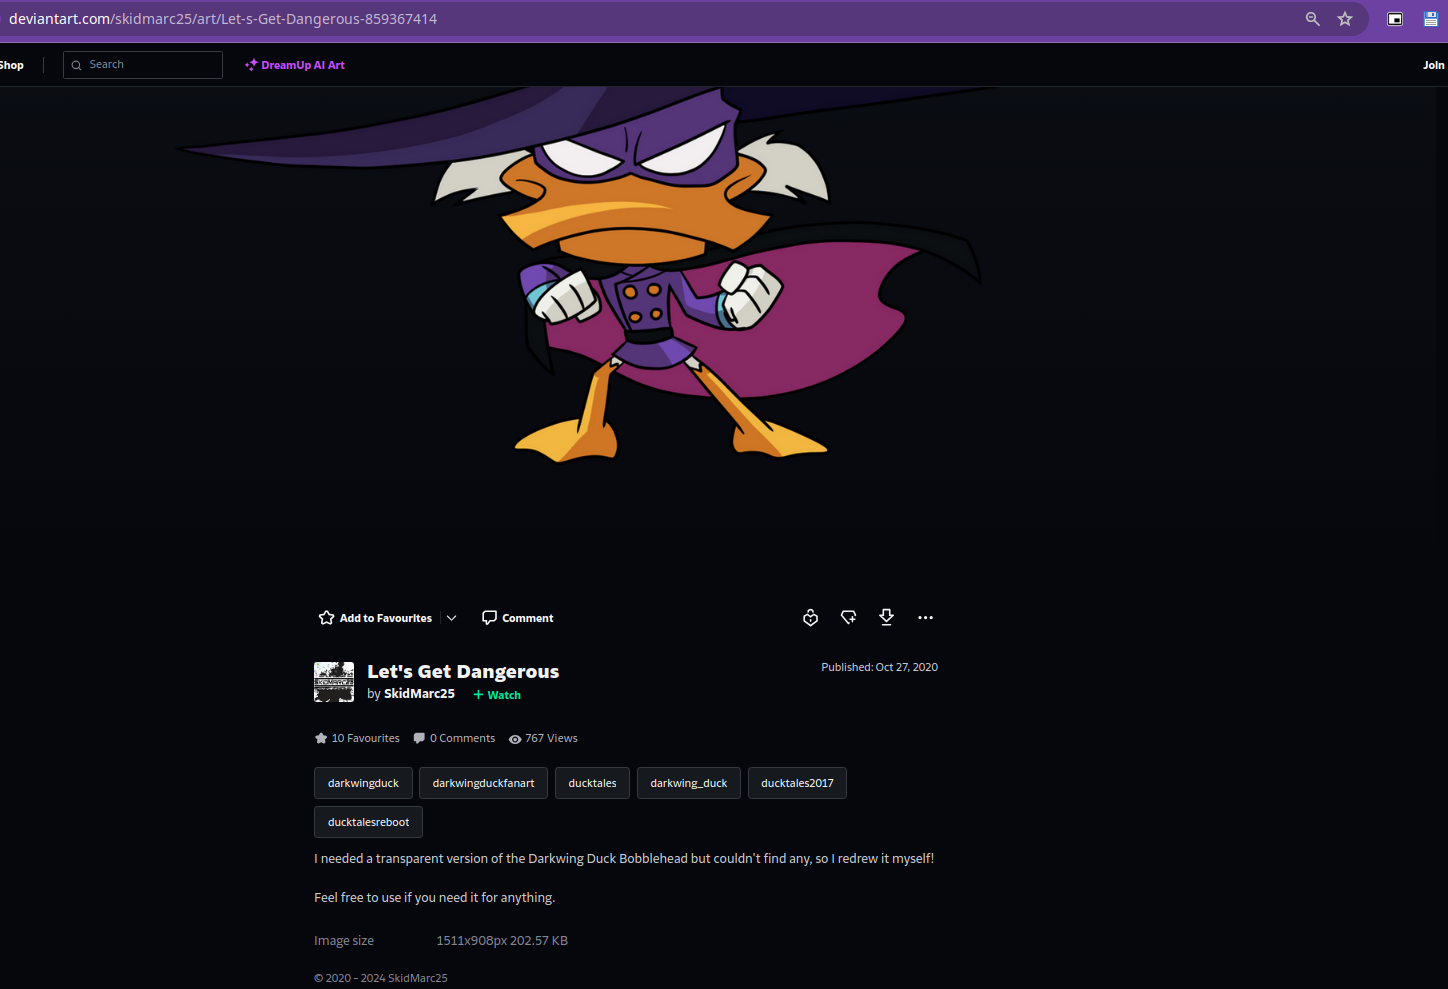 deviantart.com/skidmarc25/art/Let-s-Get-Dangerous-859367414
Shop
Search
DreamUp AI Art
Join
Add to Favourites
Comment
Let's Get Dangerous
Published: Oct 27, 2020
by SkidMarc25 + Watch
10 Favourites 0 Comments 767 Views
darkwingduck darkwingduckfanart ducktales darkwing_duck ducktales2017
ducktalesreboot
I needed a transparent version of the Darkwing Duck Bobblehead but couldn't find any, so I redrew it myself!
Feel free to use if you need it for anything.
Image size 1511x908px 202.57 KB
© 2020 - 2024 SkidMarc25